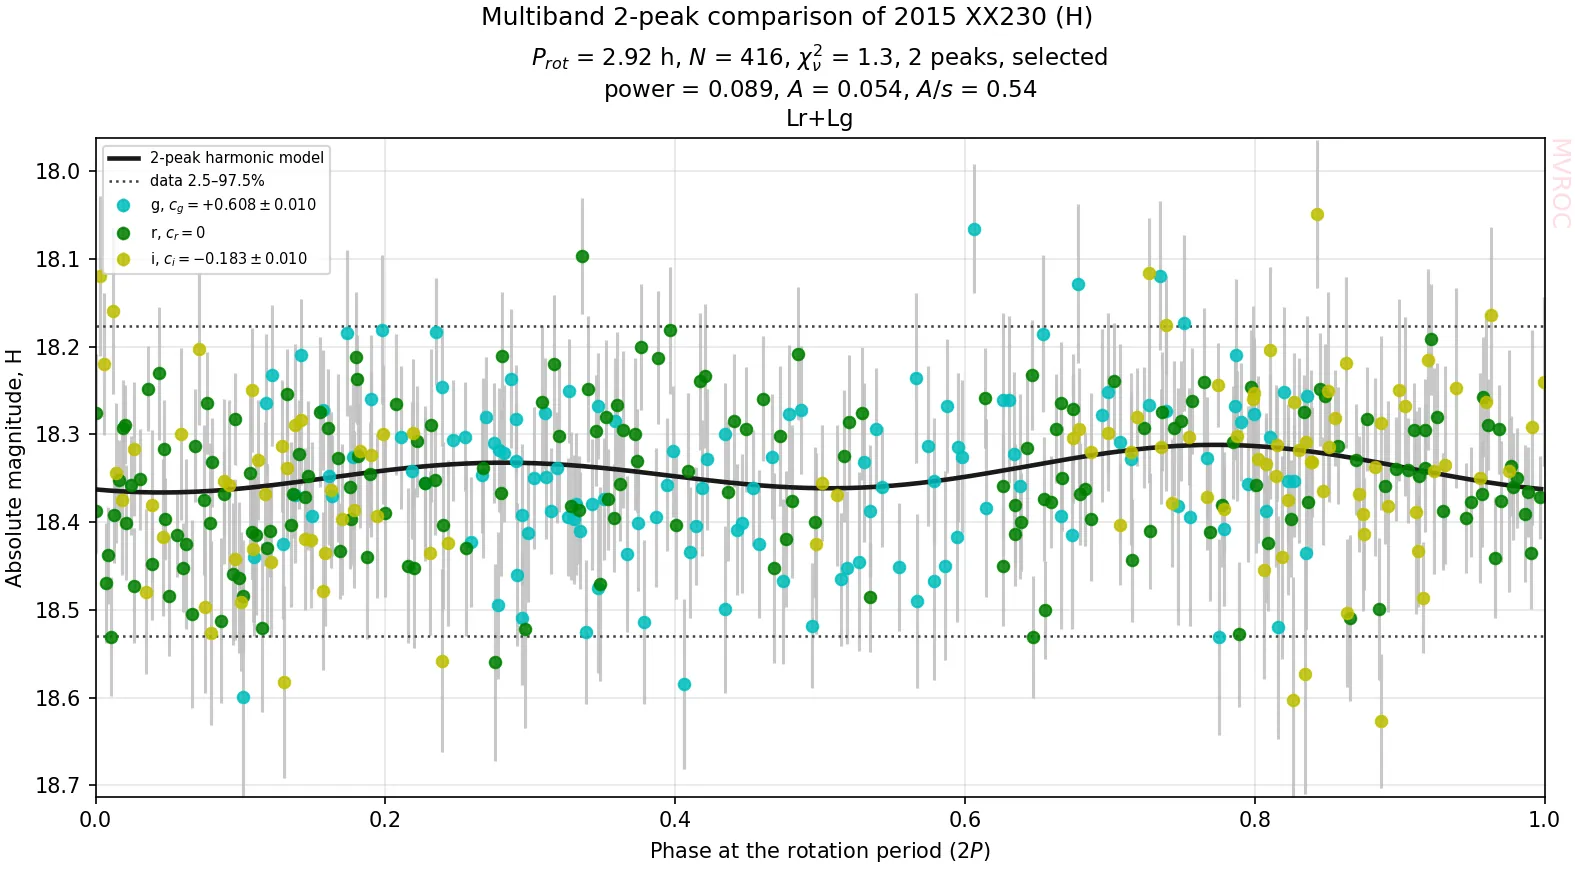 Multiband 2-peak comparison of 2015 XX230 (H)
P_rot = 2.92 h, N = 416, χ²_ν = 1.3, 2 peaks, selected
power = 0.089, A = 0.054, A/s = 0.54
Lr+Lg
2-peak harmonic model
data 2.5–97.5%
g, c_g = +0.608 ± 0.010
r, c_r = 0
i, c_i = −0.183 ± 0.010
MVROC
Absolute magnitude, H
18.0
18.1
18.2
18.3
18.4
18.5
18.6
18.7
0.0
0.2
0.4
0.6
0.8
1.0
Phase at the rotation period (2P)